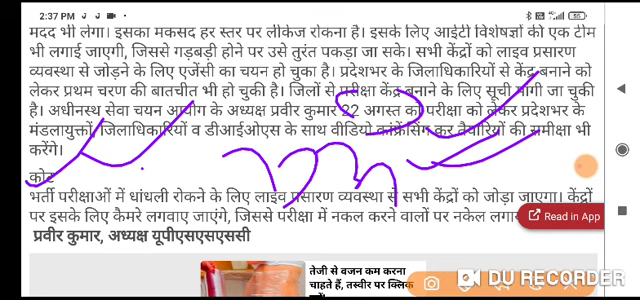 2:37 PM
मदद भी लेगा। इसका मकसद हर स्तर पर लीकेज रोकना है। इसके लिए आईटी विशेषज्ञों की एक टीम
भी लगाई जाएगी, जिससे गड़बड़ी होने पर उसे तुरंत पकड़ा जा सके। सभी केंद्रों को लाइव प्रसारण
व्यवस्था से जोड़ने के लिए एजेंसी का चयन हो चुका है। प्रदेशभर के जिलाधिकारियों से केंद्र बनाने को
लेकर प्रथम चरण की बातचीत भी हो चुकी है। जिलों से परीक्षा केंद्र बनाने के लिए सूची मांगी जा चुकी
है। अधीनस्थ सेवा चयन आयोग के अध्यक्ष प्रवीर कुमार 22 अगस्त को परीक्षा को लेकर प्रदेशभर के
मंडलायुक्तों, जिलाधिकारियों व डीआईओएस के साथ वीडियो कांफ्रेंसिंग कर तैयारियों की समीक्षा भी
करेंगे।
कोट
भर्ती परीक्षाओं में धांधली रोकने के लिए लाइव प्रसारण व्यवस्था से सभी केंद्रों को जोड़ा जाएगा। केंद्रों
पर इसके लिए कैमरे लगवाए जाएंगे, जिससे परीक्षा में नकल करने वालों पर नकेल
Read in App
प्रवीर कुमार, अध्यक्ष यूपीएसएसएससी
तेजी से वजन कम करना
चाहते हैं, तस्वीर पर क्लिक
DU RECORDER